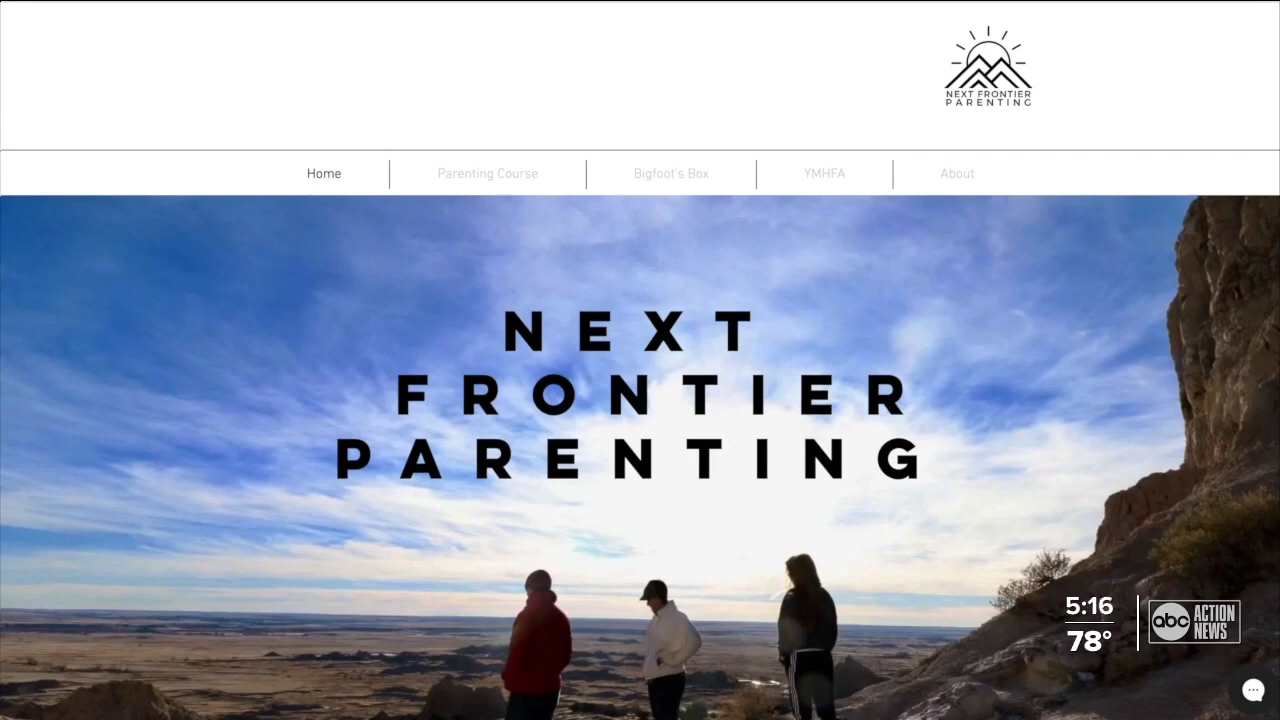 NEXT FRONTIER
PARENTING
Home
Parenting Course
Bigfoot's Box
YMHFA
About
NEXT
FRONTIER
PARENTING
5:16
78°
abc
ACTION
NEWS